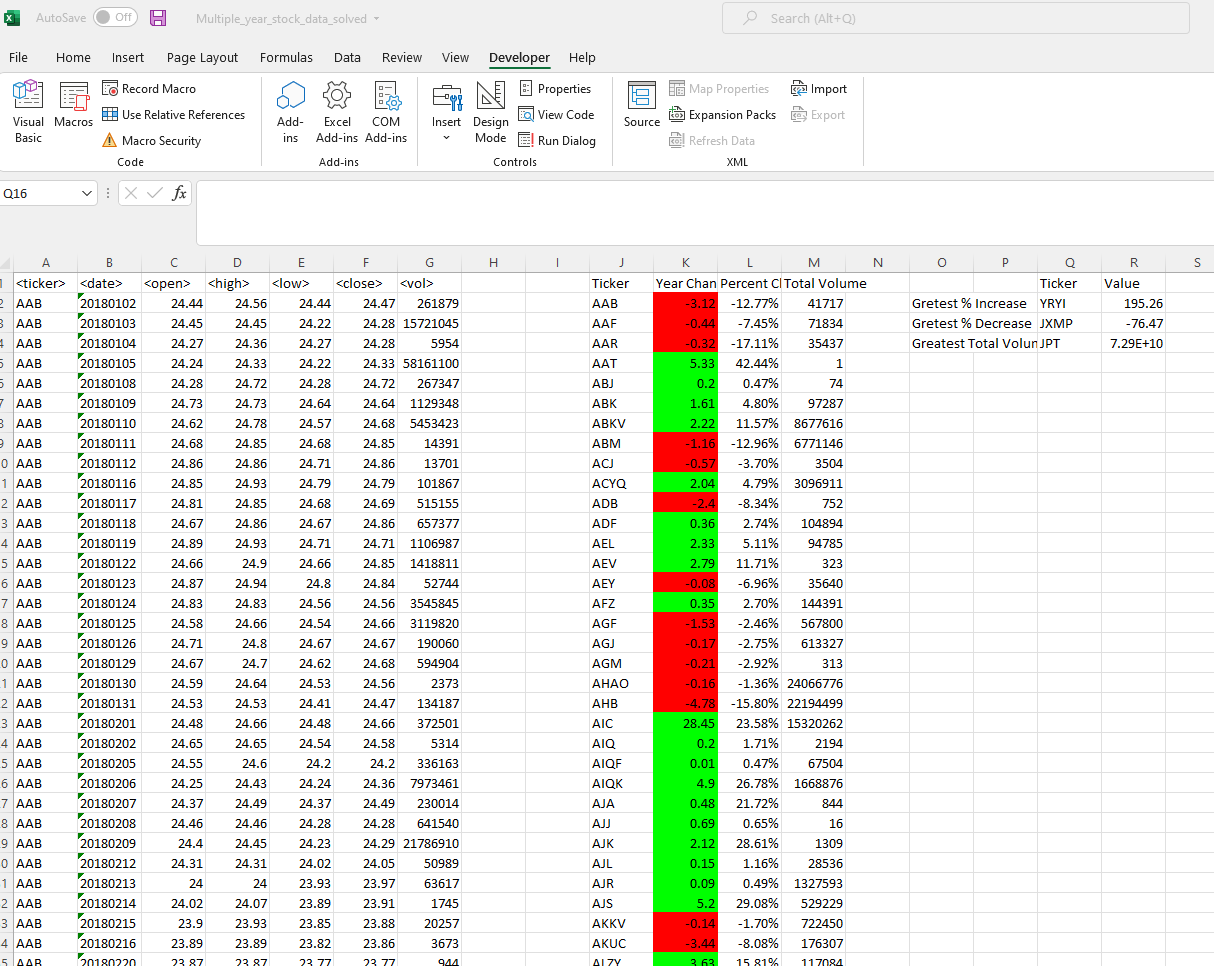 AutoSave Off Multiple_year_stock_data_solved Search (Alt+Q)
File Home Insert Page Layout Formulas Data Review View Developer Help
Visual Basic Macros Record Macro Use Relative References Macro Security Code
Add-ins Excel Add-ins COM Add-ins Add-ins
Insert Design Mode Properties View Code Run Dialog Controls
Source Map Properties Expansion Packs Refresh Data Import Export XML
Q16 fx
A B C D E F G H I J K L M N O P Q R S
1 <ticker> <date> <open> <high> <low> <close> <vol> Ticker Year Chan Percent Cl Total Volume Ticker Value
2 AAB 20180102 24.44 24.56 24.44 24.47 261879 AAB -3.12 -12.77% 41717 Gretest % Increase YRYI 195.26
3 AAB 20180103 24.45 24.45 24.22 24.28 15721045 AAF -0.44 -7.45% 71834 Gretest % Decrease JXMP -76.47
4 AAB 20180104 24.27 24.36 24.27 24.28 5954 AAR -0.32 -17.11% 35437 Greatest Total Volun JPT 7.29E+10
5 AAB 20180105 24.24 24.33 24.22 24.33 58161100 AAT 5.33 42.44% 1
6 AAB 20180108 24.28 24.72 24.28 24.72 267347 ABJ 0.2 0.47% 74
7 AAB 20180109 24.73 24.73 24.64 24.64 1129348 ABK 1.61 4.80% 97287
8 AAB 20180110 24.62 24.78 24.57 24.68 5453423 ABKV 2.22 11.57% 8677616
9 AAB 20180111 24.68 24.85 24.68 24.85 14391 ABM -1.16 -12.96% 6771146
0 AAB 20180112 24.86 24.86 24.71 24.86 13701 ACJ -0.57 -3.70% 3504
1 AAB 20180116 24.85 24.93 24.79 24.79 101867 ACYQ 2.04 4.79% 3096911
2 AAB 20180117 24.81 24.85 24.68 24.69 515155 ADB -2.4 -8.34% 752
3 AAB 20180118 24.67 24.86 24.67 24.86 657377 ADF 0.36 2.74% 104894
4 AAB 20180119 24.89 24.93 24.71 24.71 1106987 AEL 2.33 5.11% 94785
5 AAB 20180122 24.66 24.9 24.66 24.85 1418811 AEV 2.79 11.71% 323
6 AAB 20180123 24.87 24.94 24.8 24.84 52744 AEY -0.08 -6.96% 35640
7 AAB 20180124 24.83 24.83 24.56 24.56 3545845 AFZ 0.35 2.70% 144391
8 AAB 20180125 24.58 24.66 24.54 24.66 3119820 AGF -1.53 -2.46% 567800
9 AAB 20180126 24.71 24.8 24.67 24.67 190060 AGJ -0.17 -2.75% 613327
0 AAB 20180129 24.67 24.7 24.62 24.68 594904 AGM -0.21 -2.92% 313
1 AAB 20180130 24.59 24.64 24.53 24.56 2373 AHAO -0.16 -1.36% 24066776
2 AAB 20180131 24.53 24.53 24.41 24.47 134187 AHB -4.78 -15.80% 22194499
3 AAB 20180201 24.48 24.66 24.48 24.66 372501 AIC 28.45 23.58% 15320262
4 AAB 20180202 24.65 24.65 24.54 24.58 5314 AIQ 0.2 1.71% 2194
5 AAB 20180205 24.55 24.6 24.2 24.2 336163 AIQF 0.01 0.47% 67504
6 AAB 20180206 24.25 24.43 24.24 24.36 7973461 AIQK 4.9 26.78% 1668876
7 AAB 20180207 24.37 24.49 24.37 24.49 230014 AJA 0.48 21.72% 844
8 AAB 20180208 24.46 24.46 24.28 24.28 641540 AJJ 0.69 0.65% 16
9 AAB 20180209 24.4 24.45 24.23 24.29 21786910 AJK 2.12 28.61% 1309
0 AAB 20180212 24.31 24.31 24.02 24.05 50989 AJL 0.15 1.16% 28536
1 AAB 20180213 24 24 23.93 23.97 63617 AJR 0.09 0.49% 1327593
2 AAB 20180214 24.02 24.07 23.89 23.91 1745 AJS 5.2 29.08% 529229
3 AAB 20180215 23.9 23.93 23.85 23.88 20257 AKKV -0.14 -1.70% 722450
4 AAB 20180216 23.89 23.89 23.82 23.86 3673 AKUC -3.44 -8.08% 176307
5 AAB 20180220 23.87 23.87 23.77 23.77 944 ALZY 3.63 15.81% 117084